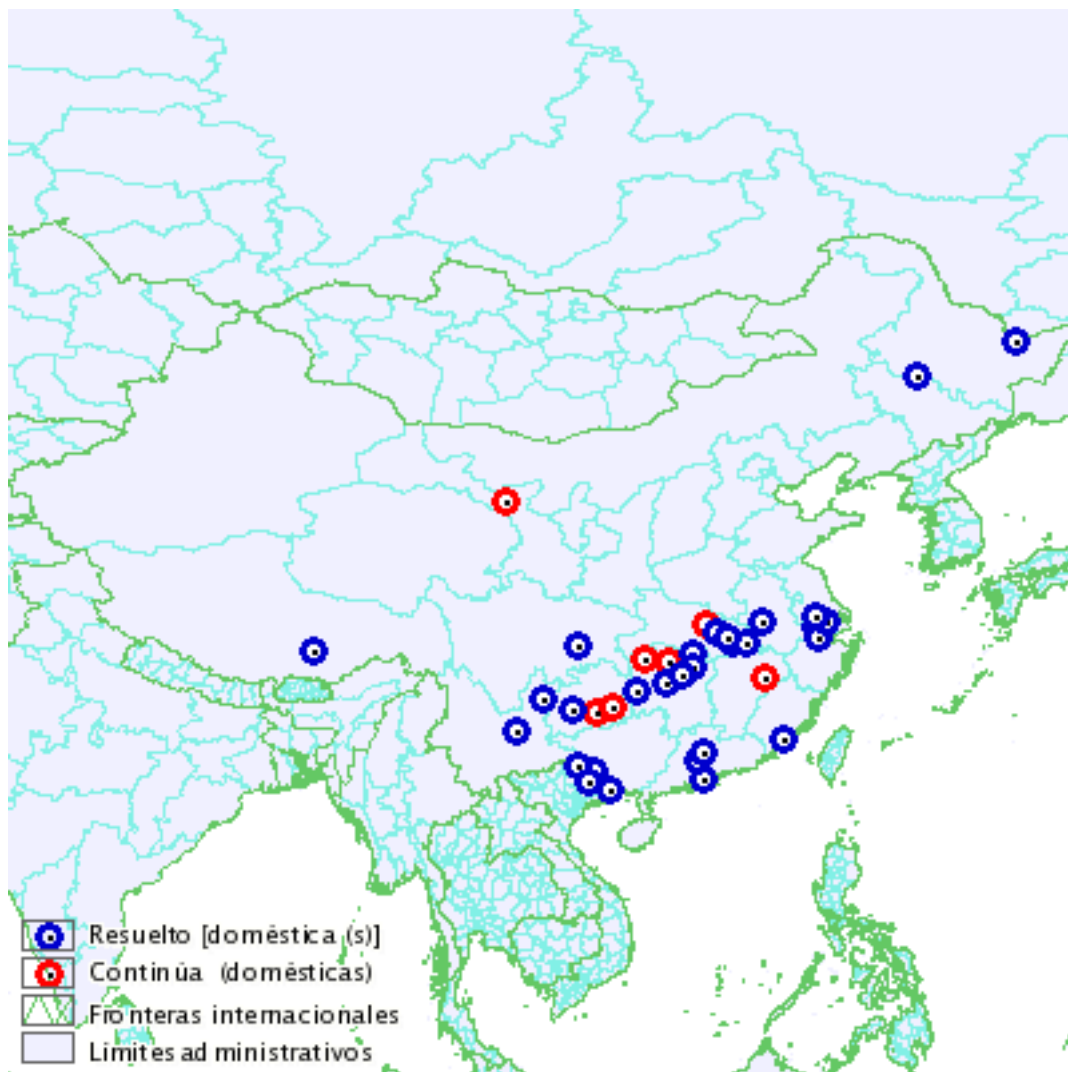 Resuelto [doméstica (s)]
Continúa (domésticas)
Fronteras internacionales
Límites administrativos